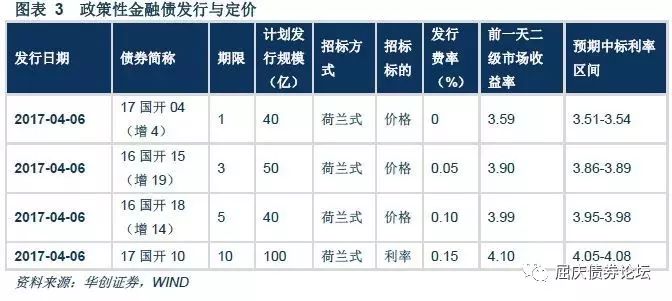 图表 3 政策性金融债发行与定价
发行日期 债券简称 期限 计划发行规模（亿） 招标方式 招标标的 发行费率（%） 前一天二级市场收益率 预期中标利率区间
2017-04-06 17 国开 04（增 4） 1 40 荷兰式 价格 0 3.59 3.51-3.54
2017-04-06 16 国开 15（增 19） 3 50 荷兰式 价格 0.05 3.90 3.86-3.89
2017-04-06 16 国开 18（增 14） 5 40 荷兰式 价格 0.10 3.99 3.95-3.98
2017-04-06 17 国开 10 10 100 荷兰式 利率 0.15 4.10 4.05-4.08
资料来源：华创证券，WIND
屈庆债券论坛